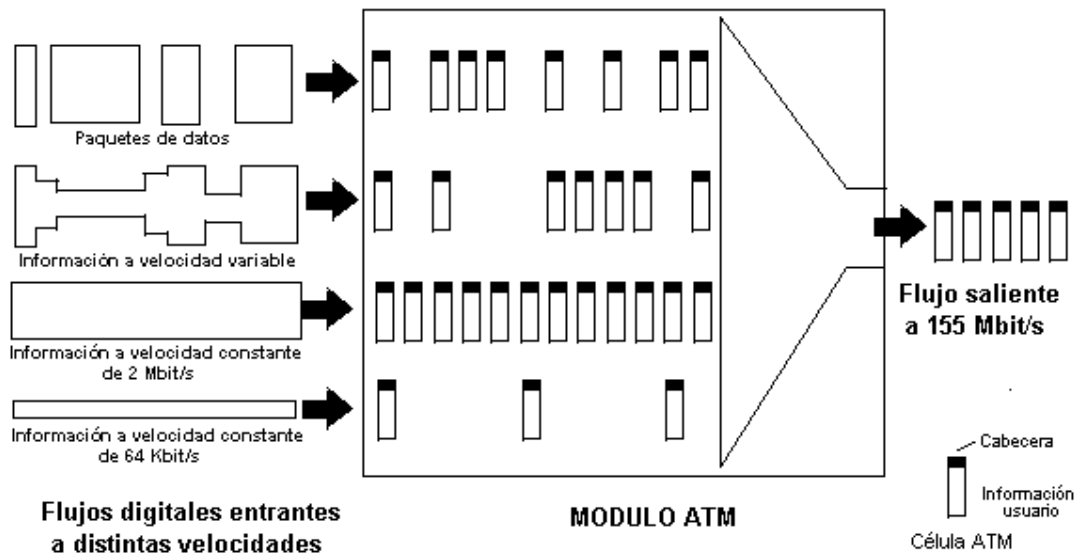 Paquetes de datos
Información a velocidad variable
Información a velocidad constante
de 2 Mbit/s
Información a velocidad constante
de 64 Kbit/s
Flujos digitales entrantes
a distintas velocidades
MODULO ATM
Flujo saliente
a 155 Mbit/s
Cabecera
Información
usuario
Célula ATM